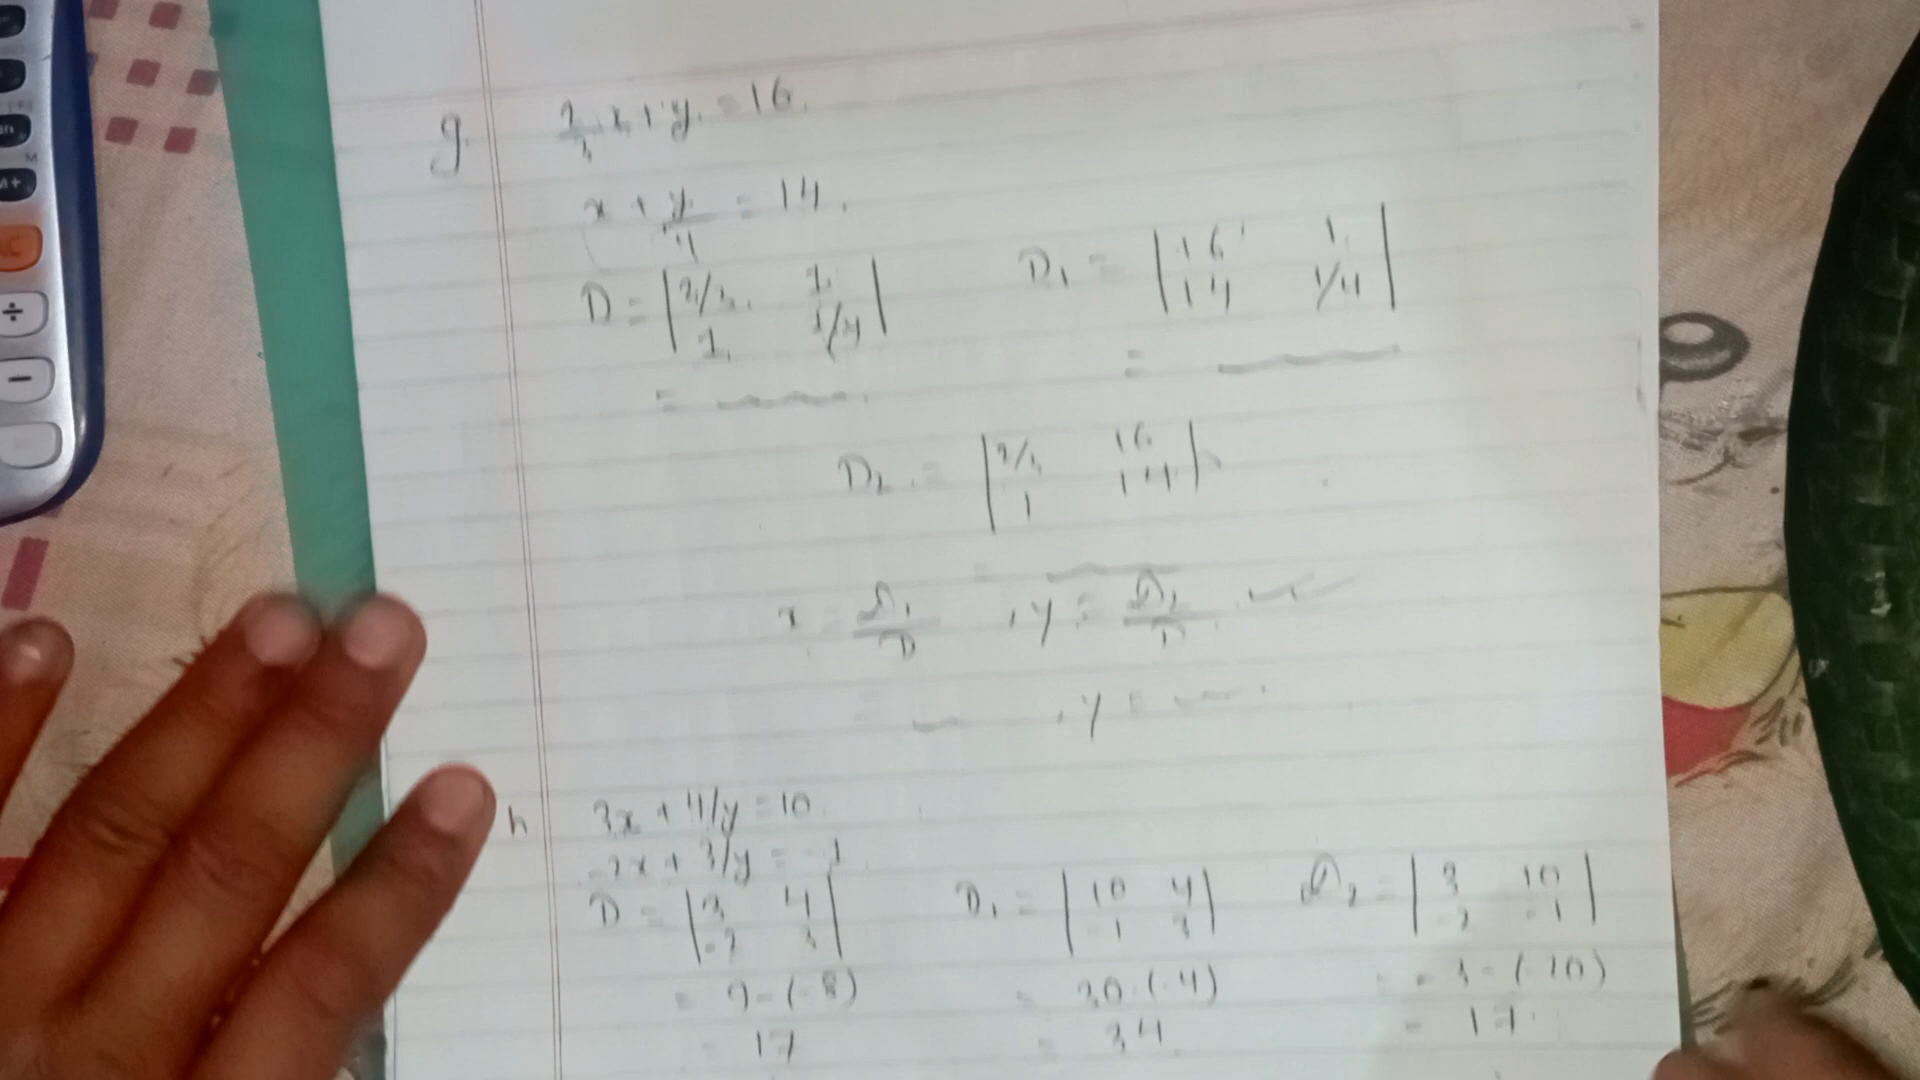 g. 2/3 x + y = 16.
x + y/4 = 14.
D = | 2/3 1 | D₁ = | 16 1 |
| 1 1/4 | | 14 1/4 |
= =
D₂ = | 2/3 16 |
| 1 14 |
=
x = D₁/D , y = D₂/D
= , y =
h 3x + 4/y = 10
-2x + 3/y = -1
D = | 3 4 | D₁ = | 10 4 | D₂ = | 3 10 |
| -2 3 | | -1 3 | | -2 -1 |
= 9-(-8) = 30-(-4) = -3-(-20)
= 17 = 34 = 17
÷
−
AC
M+